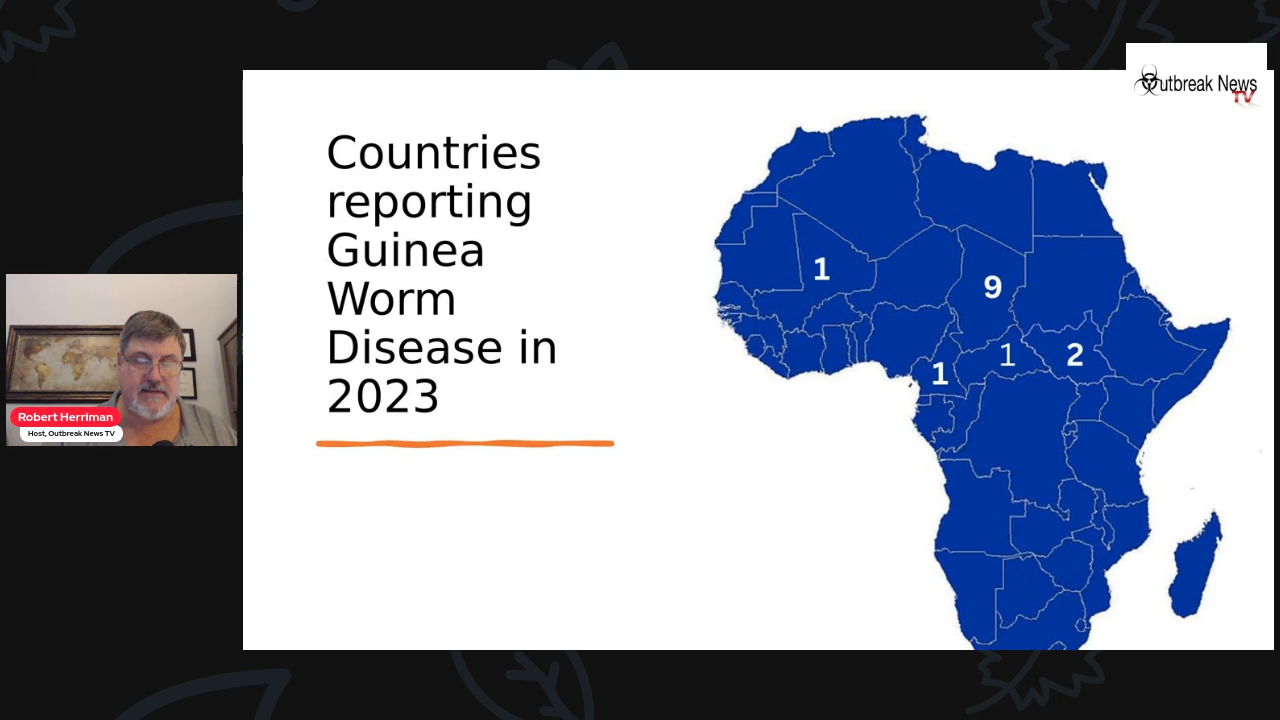 Outbreak News
TV
Countries
reporting
Guinea
Worm
Disease in
2023
1
9
1
1
2
Robert Herriman
Host, Outbreak News TV